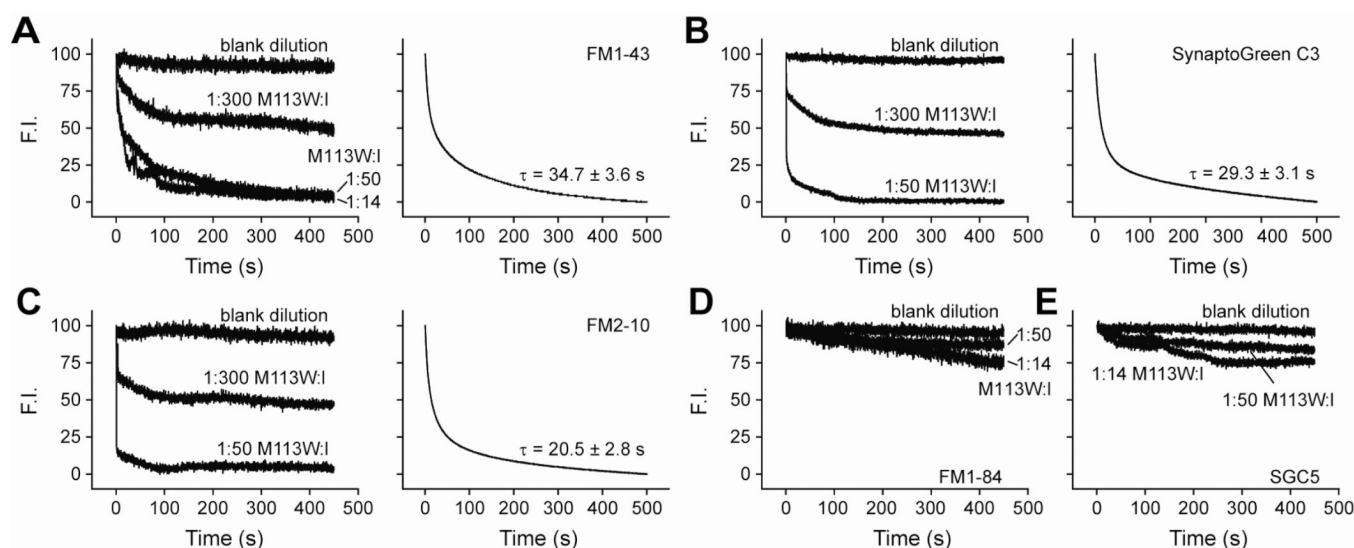 A
F.I.
100
75
50
25
0
blank dilution
1:300 M113W:I
M113W:I
1:50
1:14
0 100 200 300 400 500
Time (s)
FM1-43
τ = 34.7 ± 3.6 s
0 100 200 300 400 500
Time (s)
B
F.I.
100
75
50
25
0
blank dilution
1:300 M113W:I
1:50 M113W:I
0 100 200 300 400 500
Time (s)
SynaptoGreen C3
τ = 29.3 ± 3.1 s
0 100 200 300 400 500
Time (s)
C
F.I.
100
75
50
25
0
blank dilution
1:300 M113W:I
1:50 M113W:I
0 100 200 300 400 500
Time (s)
FM2-10
τ = 20.5 ± 2.8 s
0 100 200 300 400 500
Time (s)
D
F.I.
100
75
50
25
0
blank dilution
1:50
1:14
M113W:I
FM1-84
0 100 200 300 400 500
Time (s)
E
blank dilution
1:14 M113W:I
1:50 M113W:I
SGC5
0 100 200 300 400 500
Time (s)